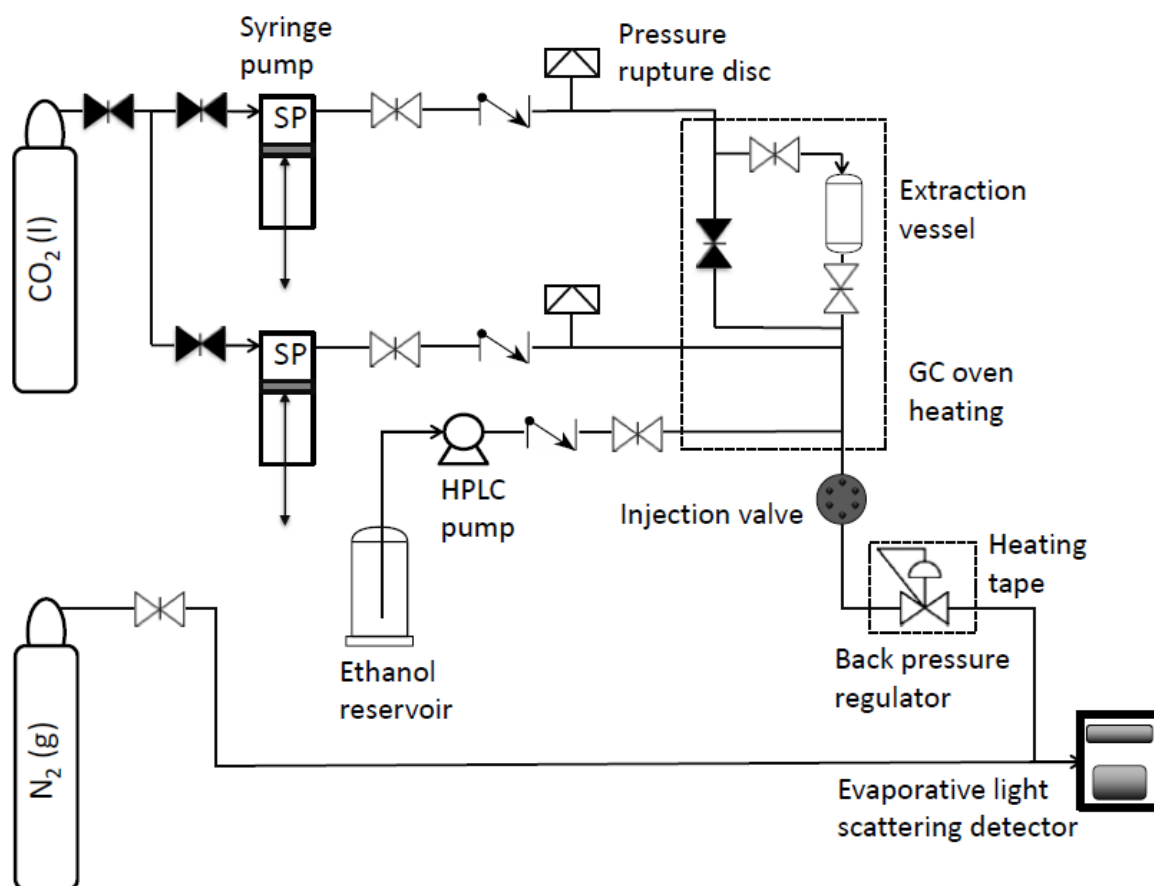 Syringe
pump
Pressure
rupture disc
SP
CO₂ (l)
Extraction
vessel
SP
GC oven
heating
HPLC
pump
Injection valve
Heating
tape
Ethanol
reservoir
Back pressure
regulator
N₂ (g)
Evaporative light
scattering detector